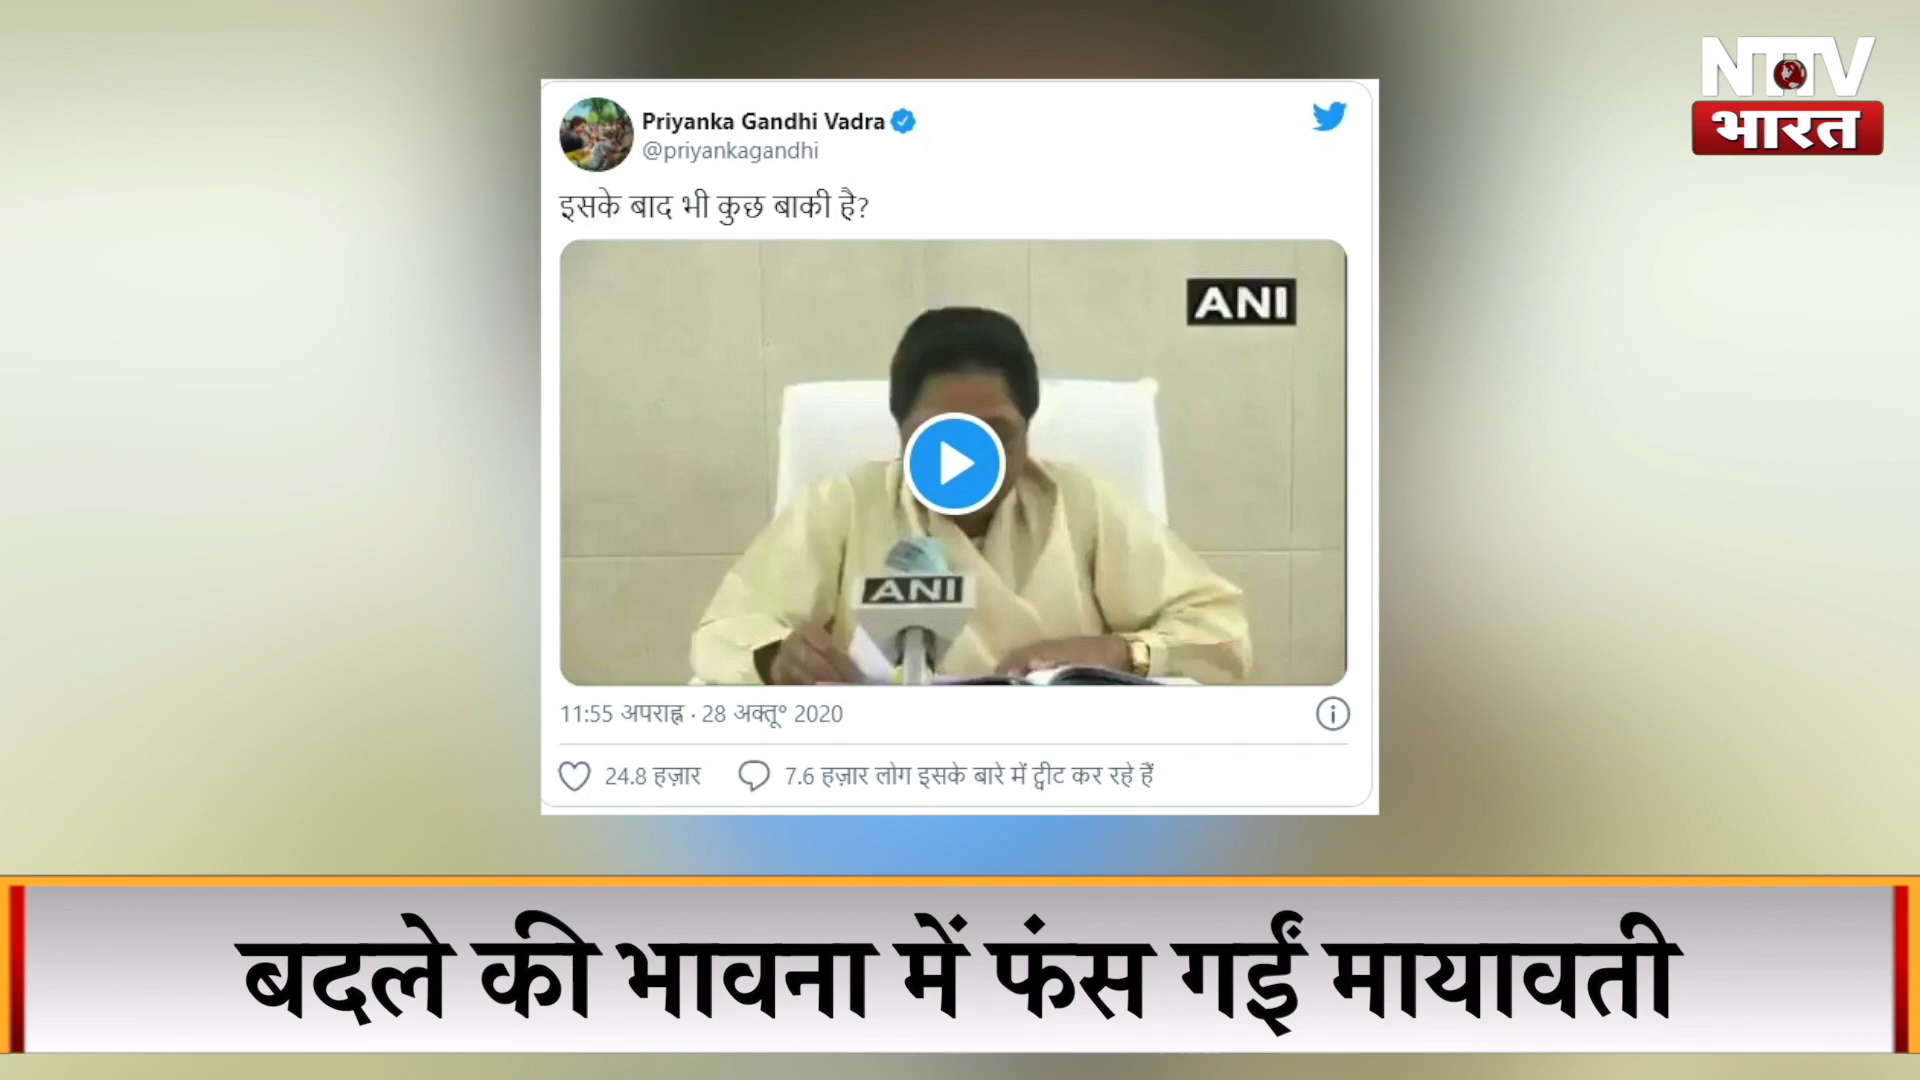 NTTV
भारत
Priyanka Gandhi Vadra
@priyankagandhi
इसके बाद भी कुछ बाकी है?
ANI
ANI
11:55 अपराह्न · 28 अक्तू॰ 2020
24.8 हज़ार 7.6 हज़ार लोग इसके बारे में ट्वीट कर रहे हैं
बदले की भावना में फंस गईं मायावती